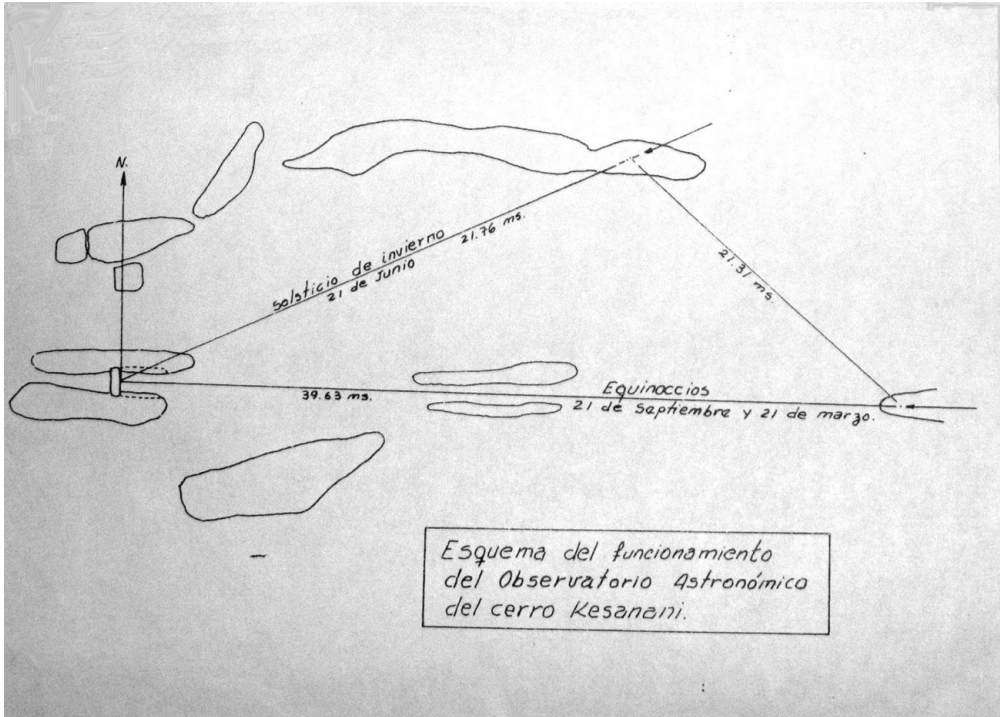 N.
Solsticio de invierno
21 de Junio
21.76 ms.
21.31 ms.
39.63 ms.
Equinoccios
21 de Septiembre y 21 de marzo.
Esquema del funcionamiento
del Observatorio Astronómico
del cerro Kesanani.